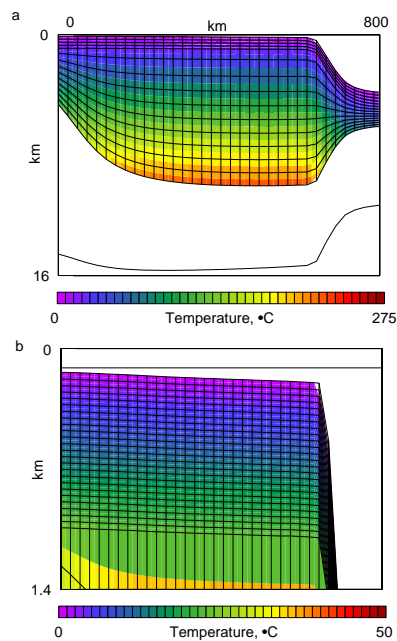 a
0 km 800
0
km
16
0 275
Temperature, •C
b
0
km
1.4
0 50
Temperature, •C